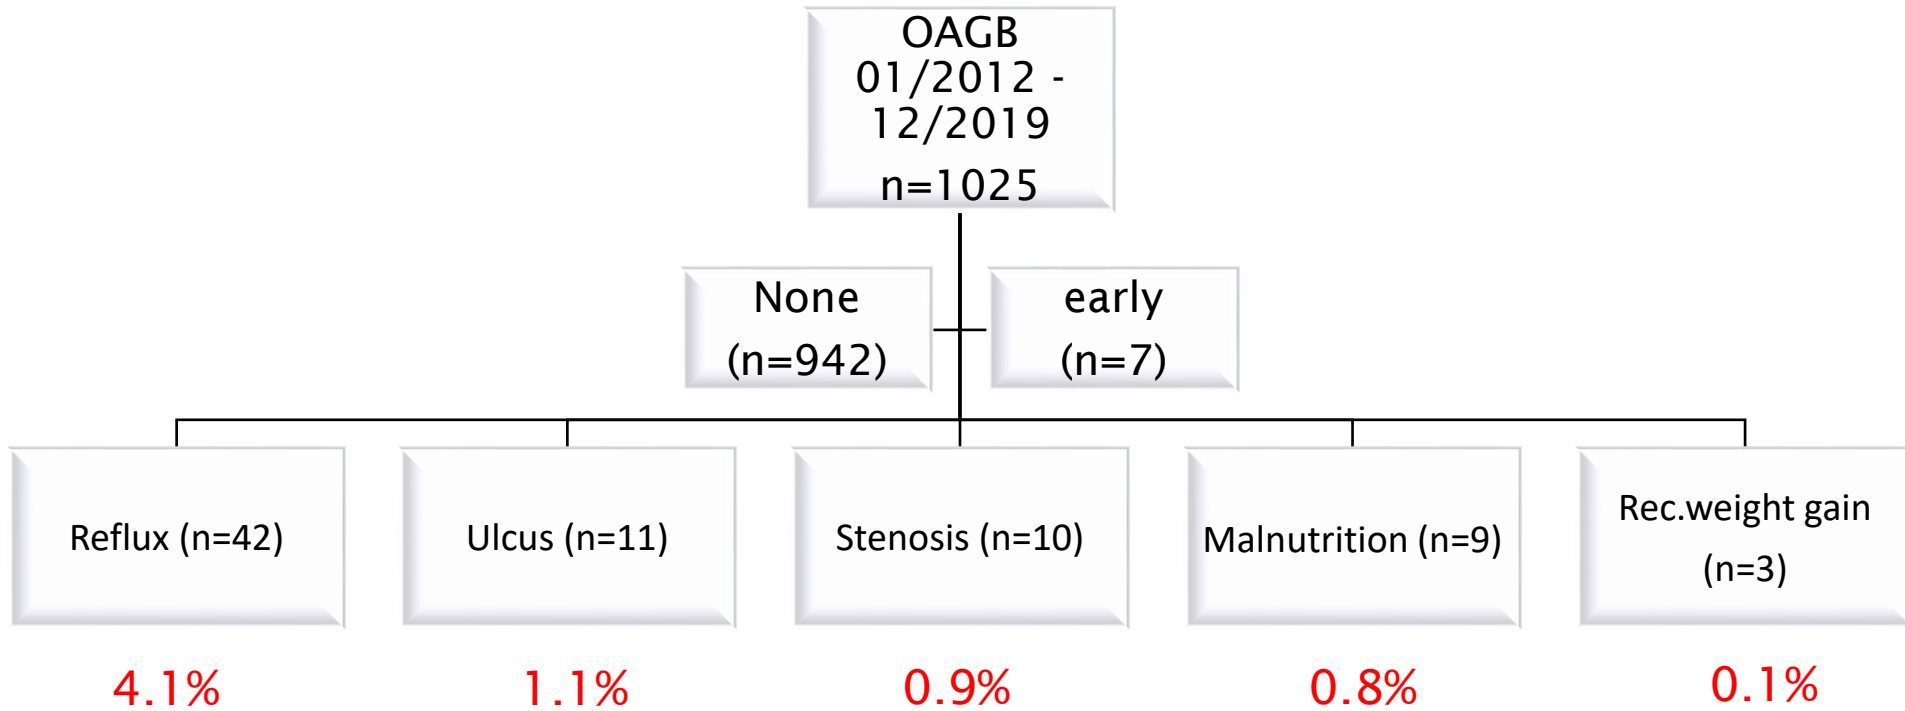 OAGB
01/2012 -
12/2019
n=1025
None
(n=942)
early
(n=7)
Reflux (n=42)
Ulcus (n=11)
Stenosis (n=10)
Malnutrition (n=9)
Rec.weight gain
(n=3)
4.1%
1.1%
0.9%
0.8%
0.1%